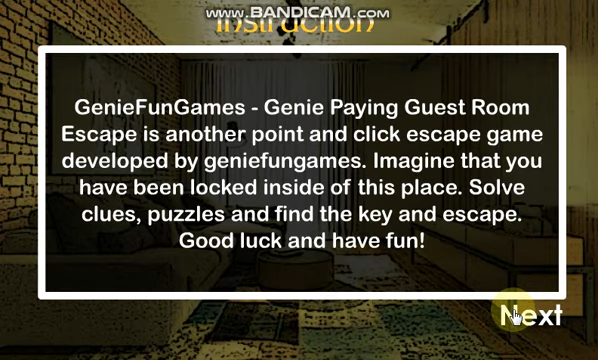 www.BANDICAM.com
instruction
GenieFunGames - Genie Paying Guest Room
Escape is another point and click escape game
developed by geniefungames. Imagine that you
have been locked inside of this place. Solve
clues, puzzles and find the key and escape.
Good luck and have fun!
Next